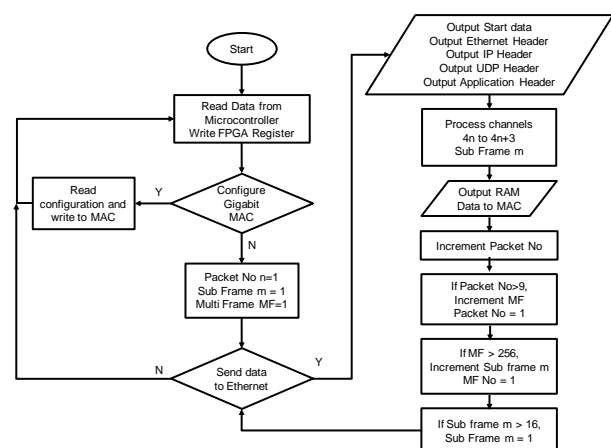 Start
Read Data from
Microcontroller
Write FPGA Register
Configure
Gigabit
MAC
Y
Read
configuration and
write to MAC
N
Packet No n=1
Sub Frame m = 1
Multi Frame MF=1
Send data
to Ethernet
N
Y
Output Start data
Output Ethernet Header
Output IP Header
Output UDP Header
Output Application Header
Process channels
4n to 4n+3
Sub Frame m
Output RAM
Data to MAC
Increment Packet No
If Packet No>9,
Increment MF
Packet No = 1
If MF > 256,
Increment Sub frame m
MF No = 1
If Sub frame m > 16,
Sub Frame m = 1